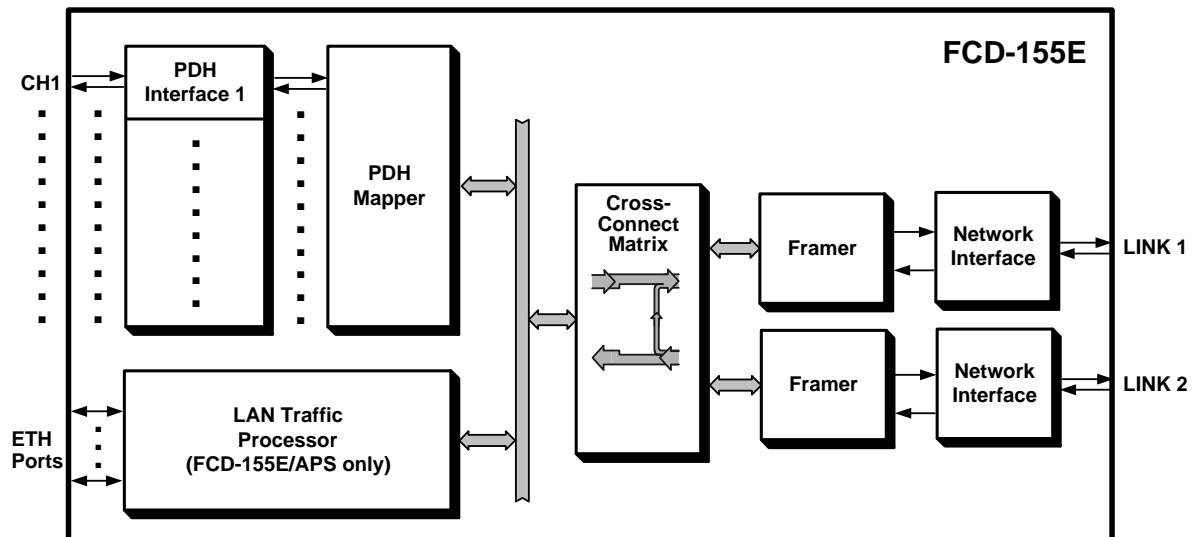 FCD-155E
CH1
PDH
Interface 1
PDH
Mapper
Cross-
Connect
Matrix
Framer
Network
Interface
LINK 1
Framer
Network
Interface
LINK 2
ETH
Ports
LAN Traffic
Processor
(FCD-155E/APS only)